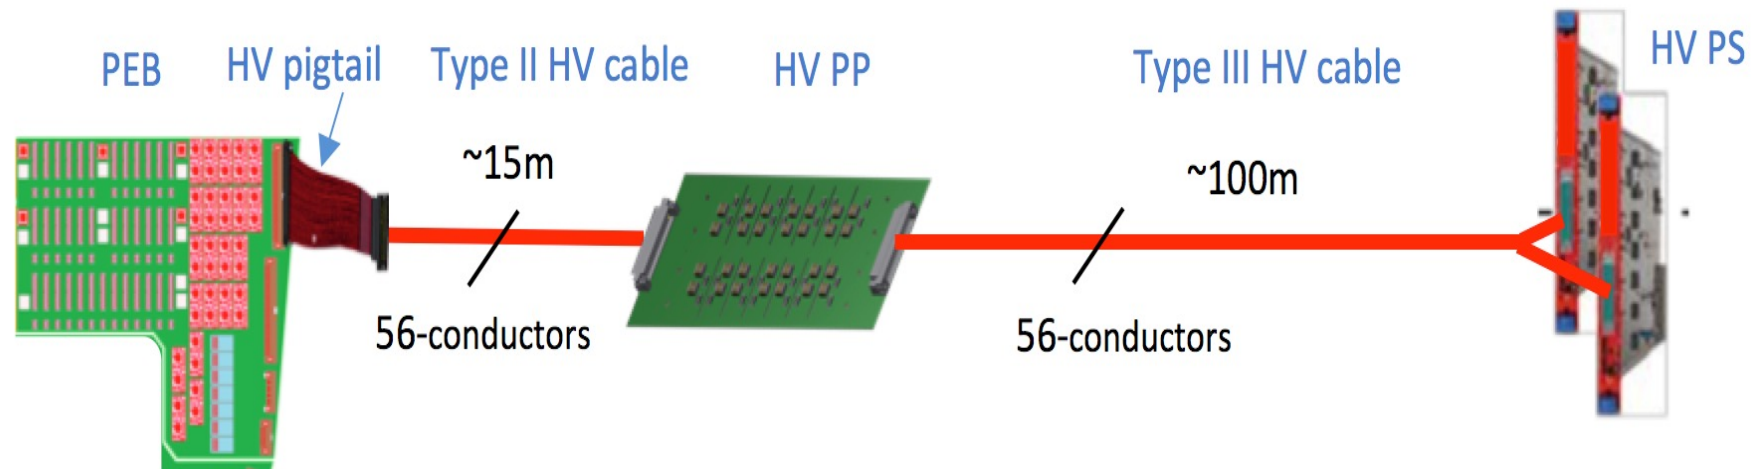 PEB
HV pigtail
Type II HV cable
HV PP
Type III HV cable
HV PS
~15m
~100m
56-conductors
56-conductors